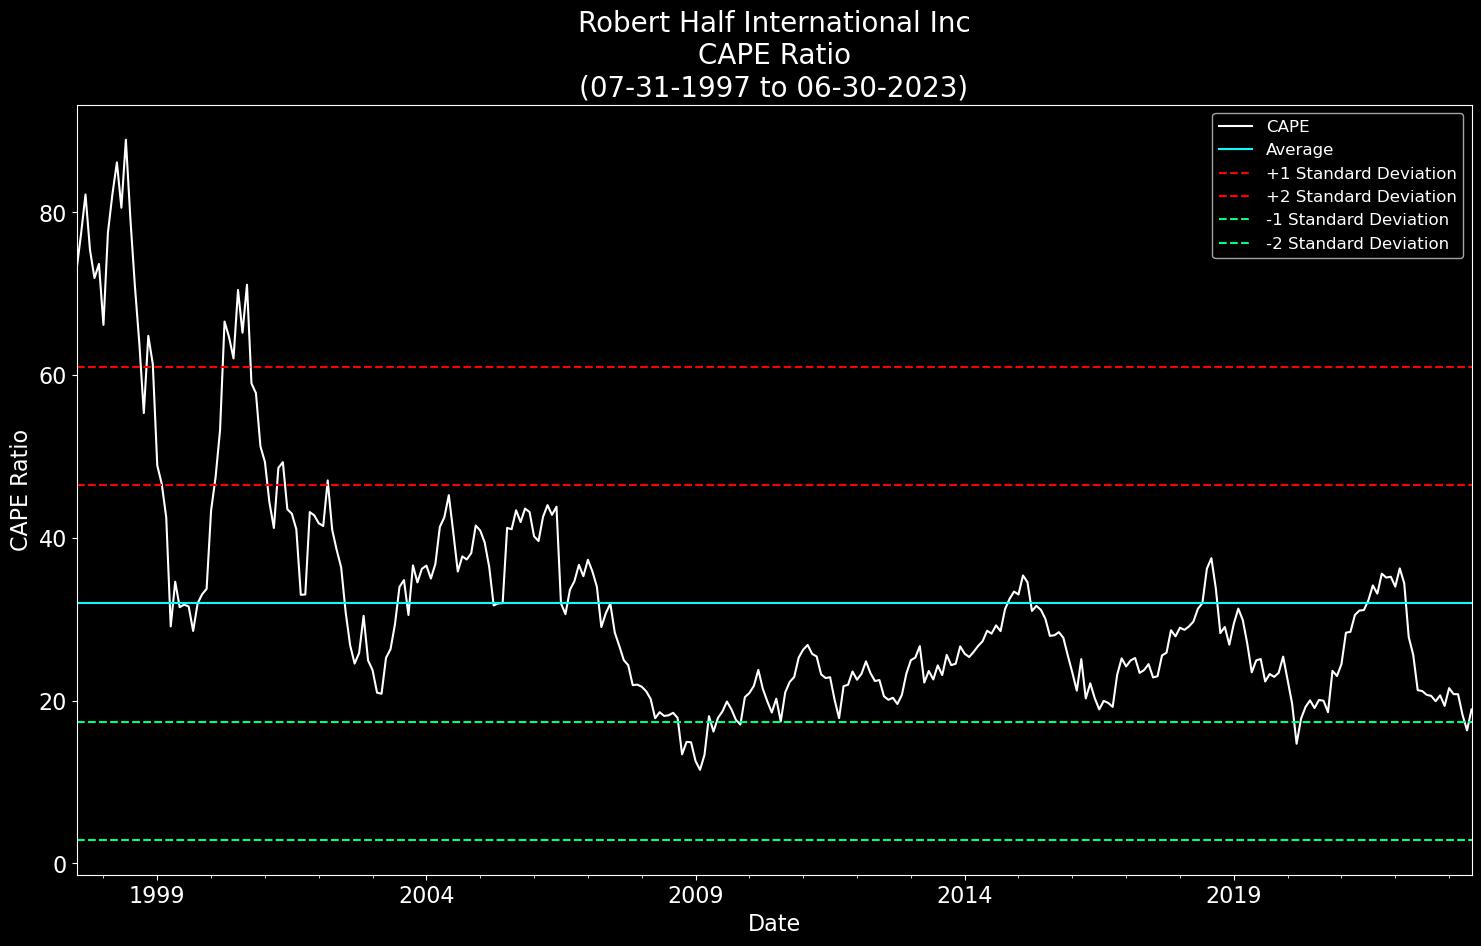 Robert Half International Inc
CAPE Ratio
(07-31-1997 to 06-30-2023)
CAPE
Average
+1 Standard Deviation
+2 Standard Deviation
-1 Standard Deviation
-2 Standard Deviation
CAPE Ratio
80
60
40
20
0
1999
2004
2009
2014
2019
Date